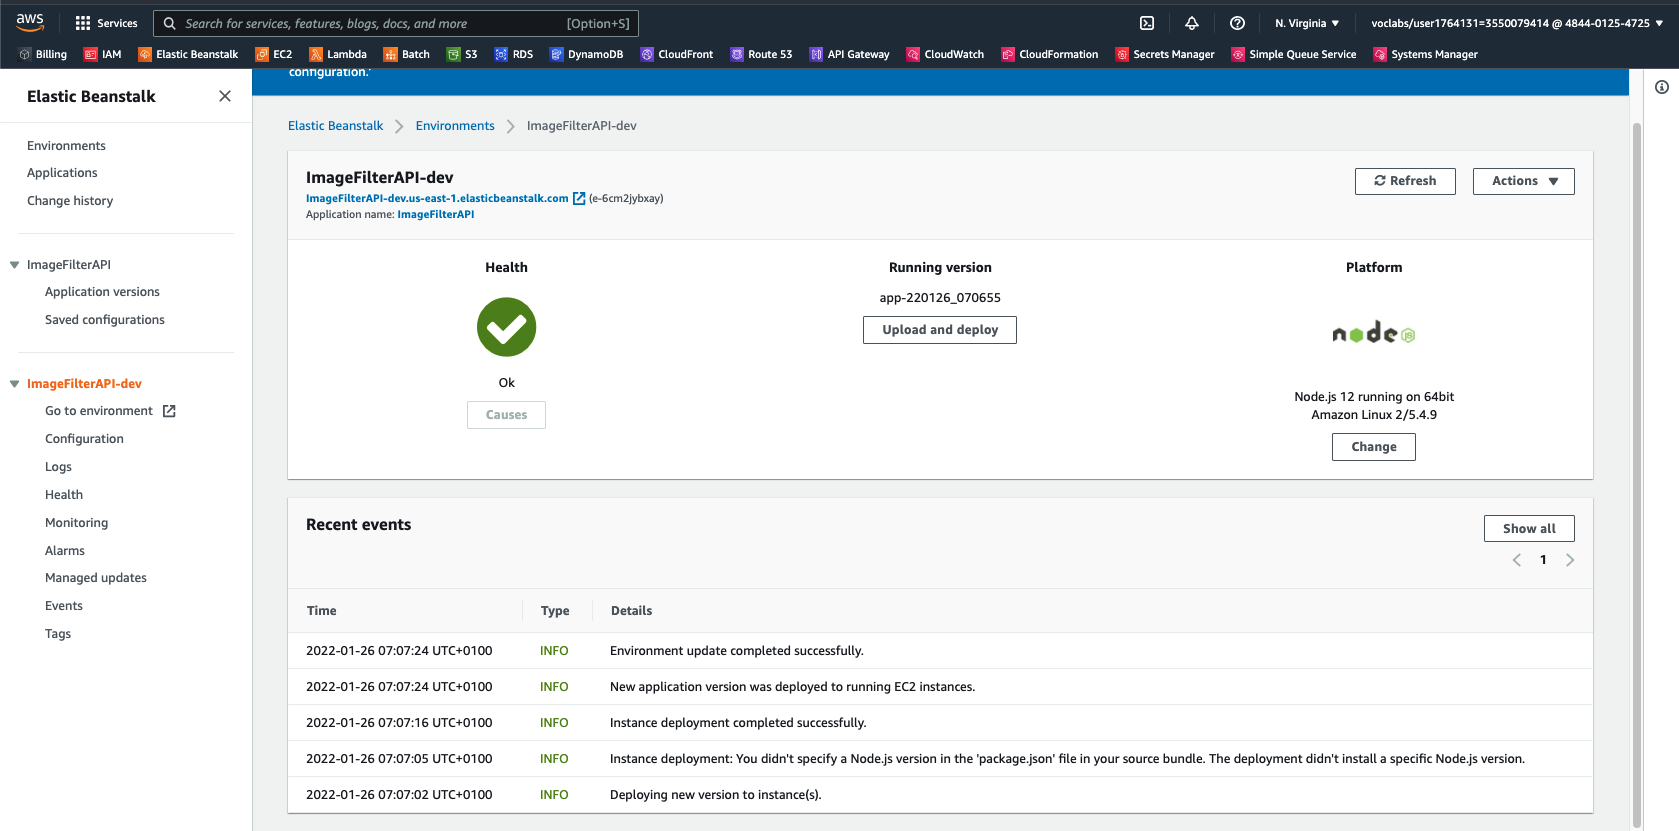 aws Services Search for services, features, blogs, docs, and more [Option+S] N. Virginia voclabs/user1764131=3550079414 @ 4844-0125-4725
Billing IAM Elastic Beanstalk EC2 Lambda Batch S3 RDS DynamoDB CloudFront Route 53 API Gateway CloudWatch CloudFormation Secrets Manager Simple Queue Service Systems Manager
configuration.'
Elastic Beanstalk
Environments
Applications
Change history
ImageFilterAPI
Application versions
Saved configurations
ImageFilterAPI-dev
Go to environment
Configuration
Logs
Health
Monitoring
Alarms
Managed updates
Events
Tags
Elastic Beanstalk Environments ImageFilterAPI-dev
ImageFilterAPI-dev
ImageFilterAPI-dev.us-east-1.elasticbeanstalk.com (e-6cm2jybxay)
Application name: ImageFilterAPI
Refresh Actions
Health
Ok
Causes
Running version
app-220126_070655
Upload and deploy
Platform
node JS
Node.js 12 running on 64bit
Amazon Linux 2/5.4.9
Change
Recent events
Show all
1
Time Type Details
2022-01-26 07:07:24 UTC+0100 INFO Environment update completed successfully.
2022-01-26 07:07:24 UTC+0100 INFO New application version was deployed to running EC2 instances.
2022-01-26 07:07:16 UTC+0100 INFO Instance deployment completed successfully.
2022-01-26 07:07:05 UTC+0100 INFO Instance deployment: You didn't specify a Node.js version in the 'package.json' file in your source bundle. The deployment didn't install a specific Node.js version.
2022-01-26 07:07:02 UTC+0100 INFO Deploying new version to instance(s).